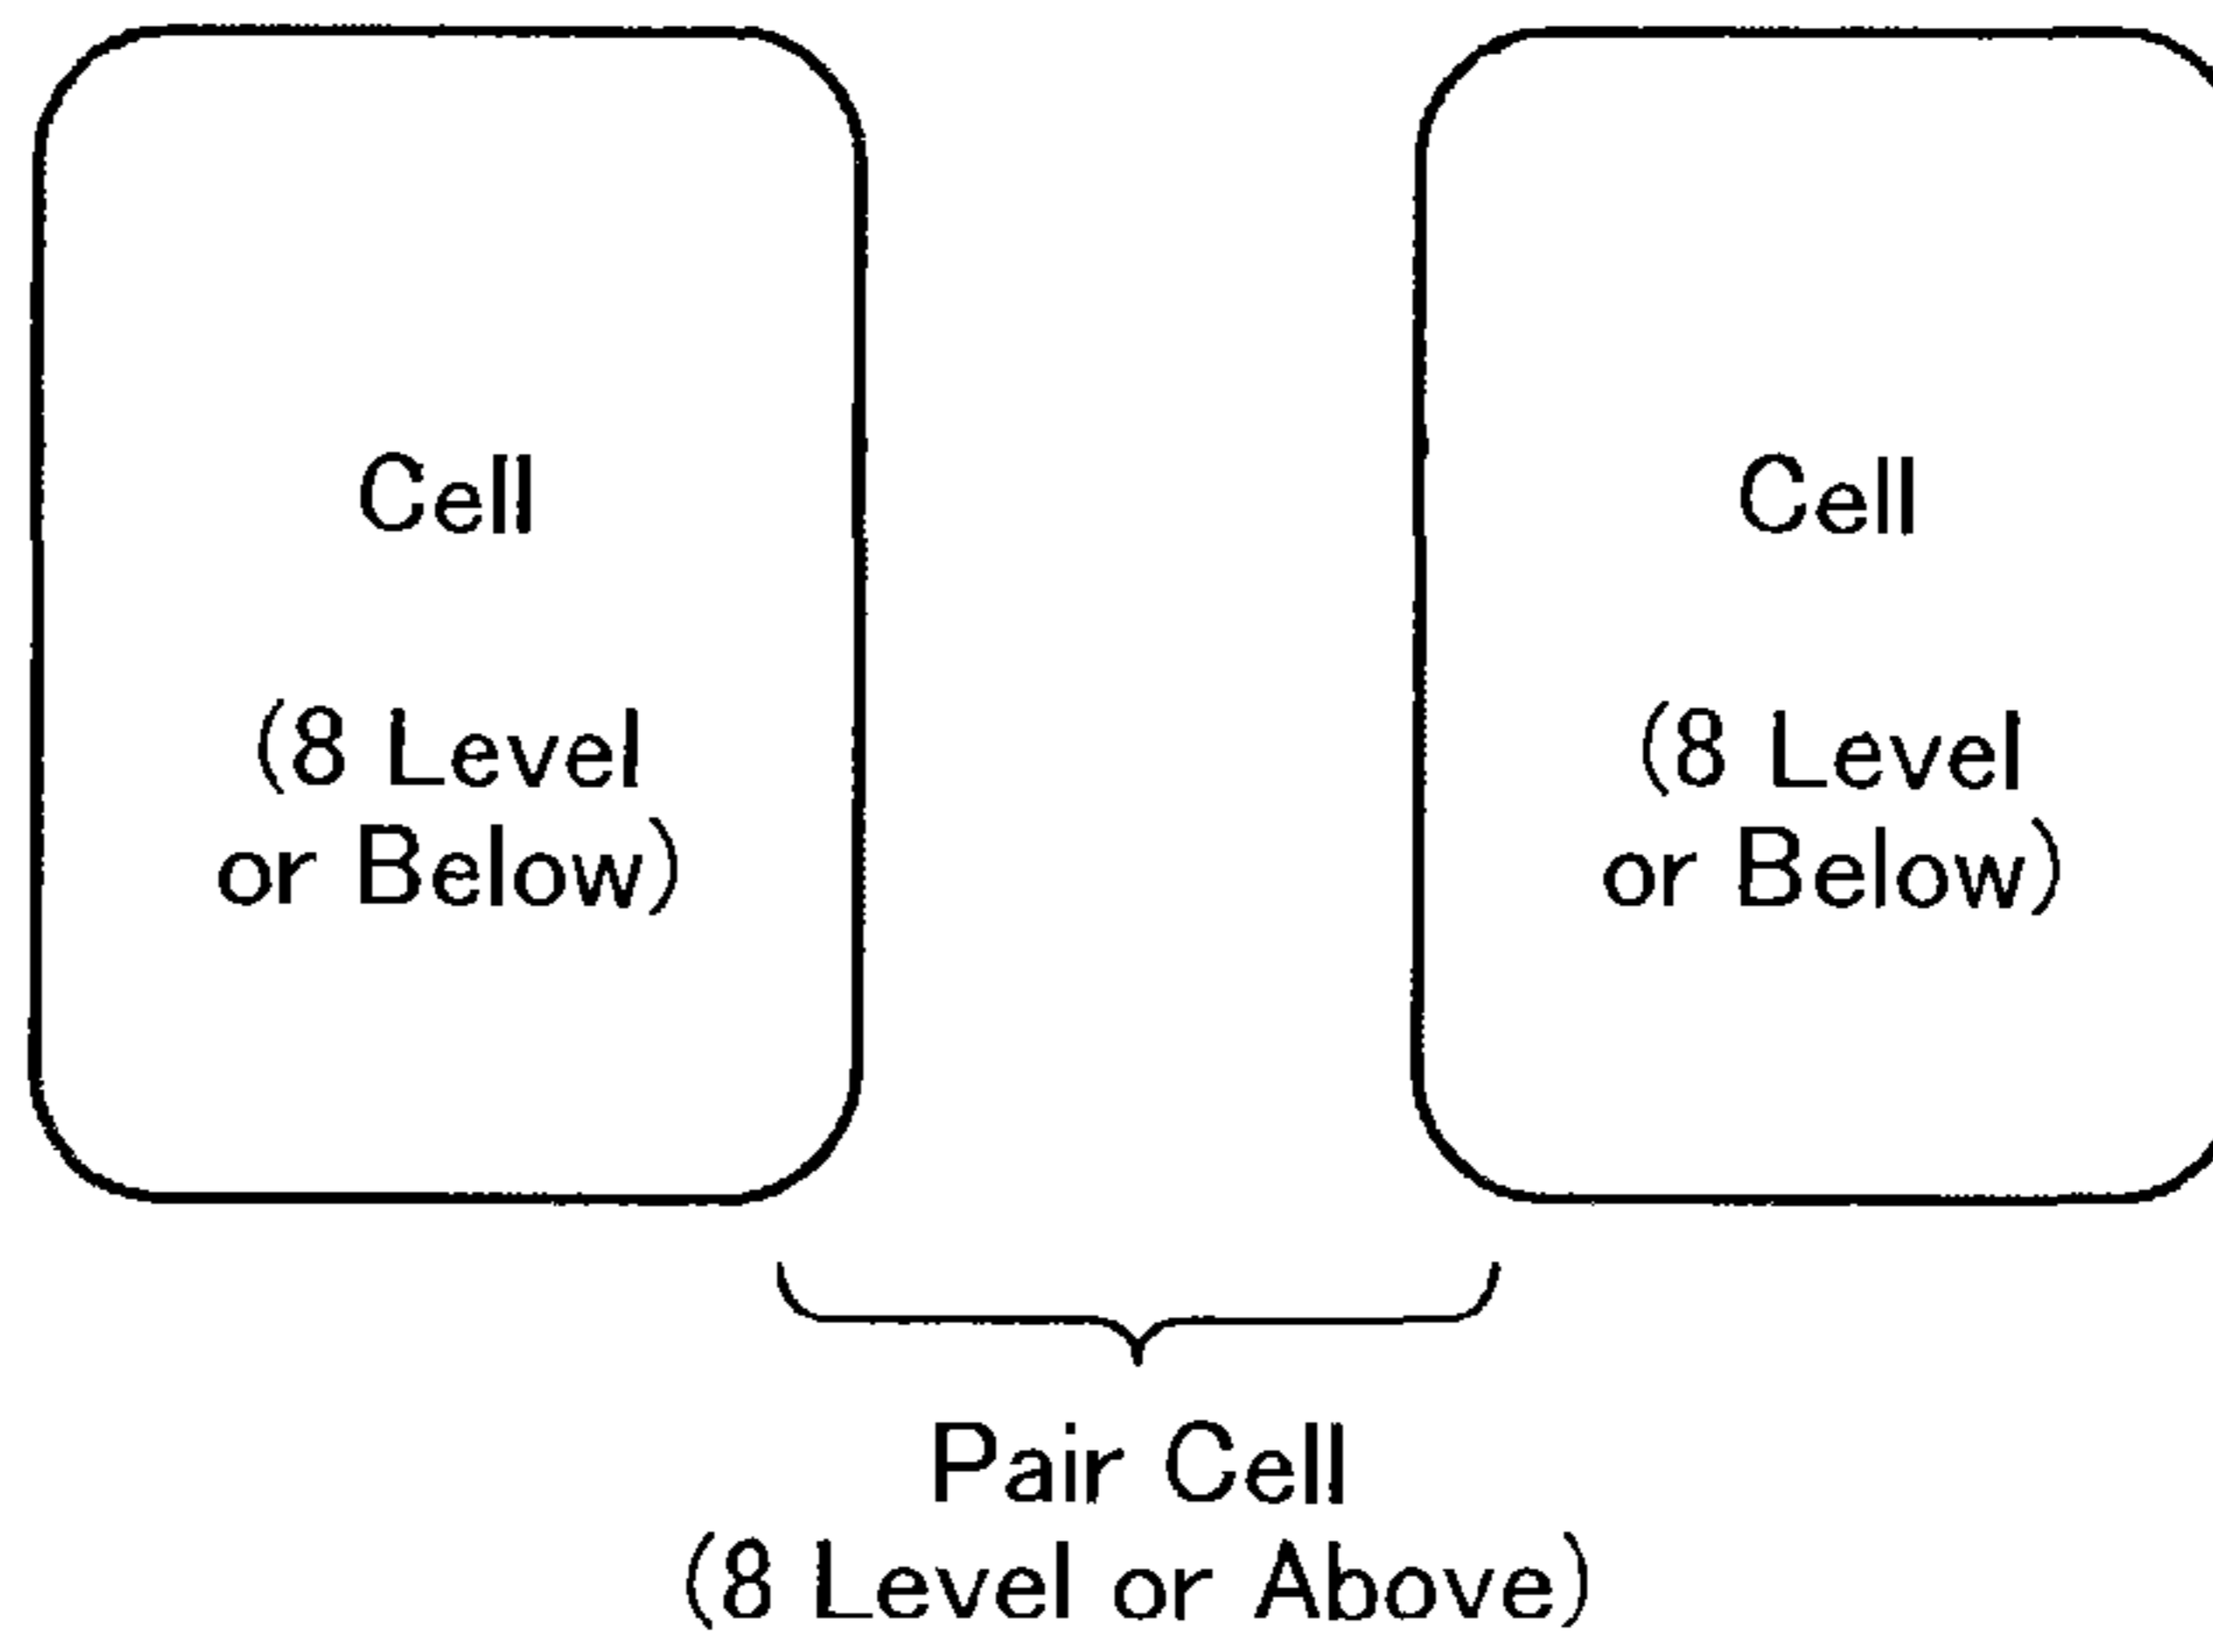 Cell
(8 Level
or Below)
Cell
(8 Level
or Below)
Pair Cell
(8 Level or Above)